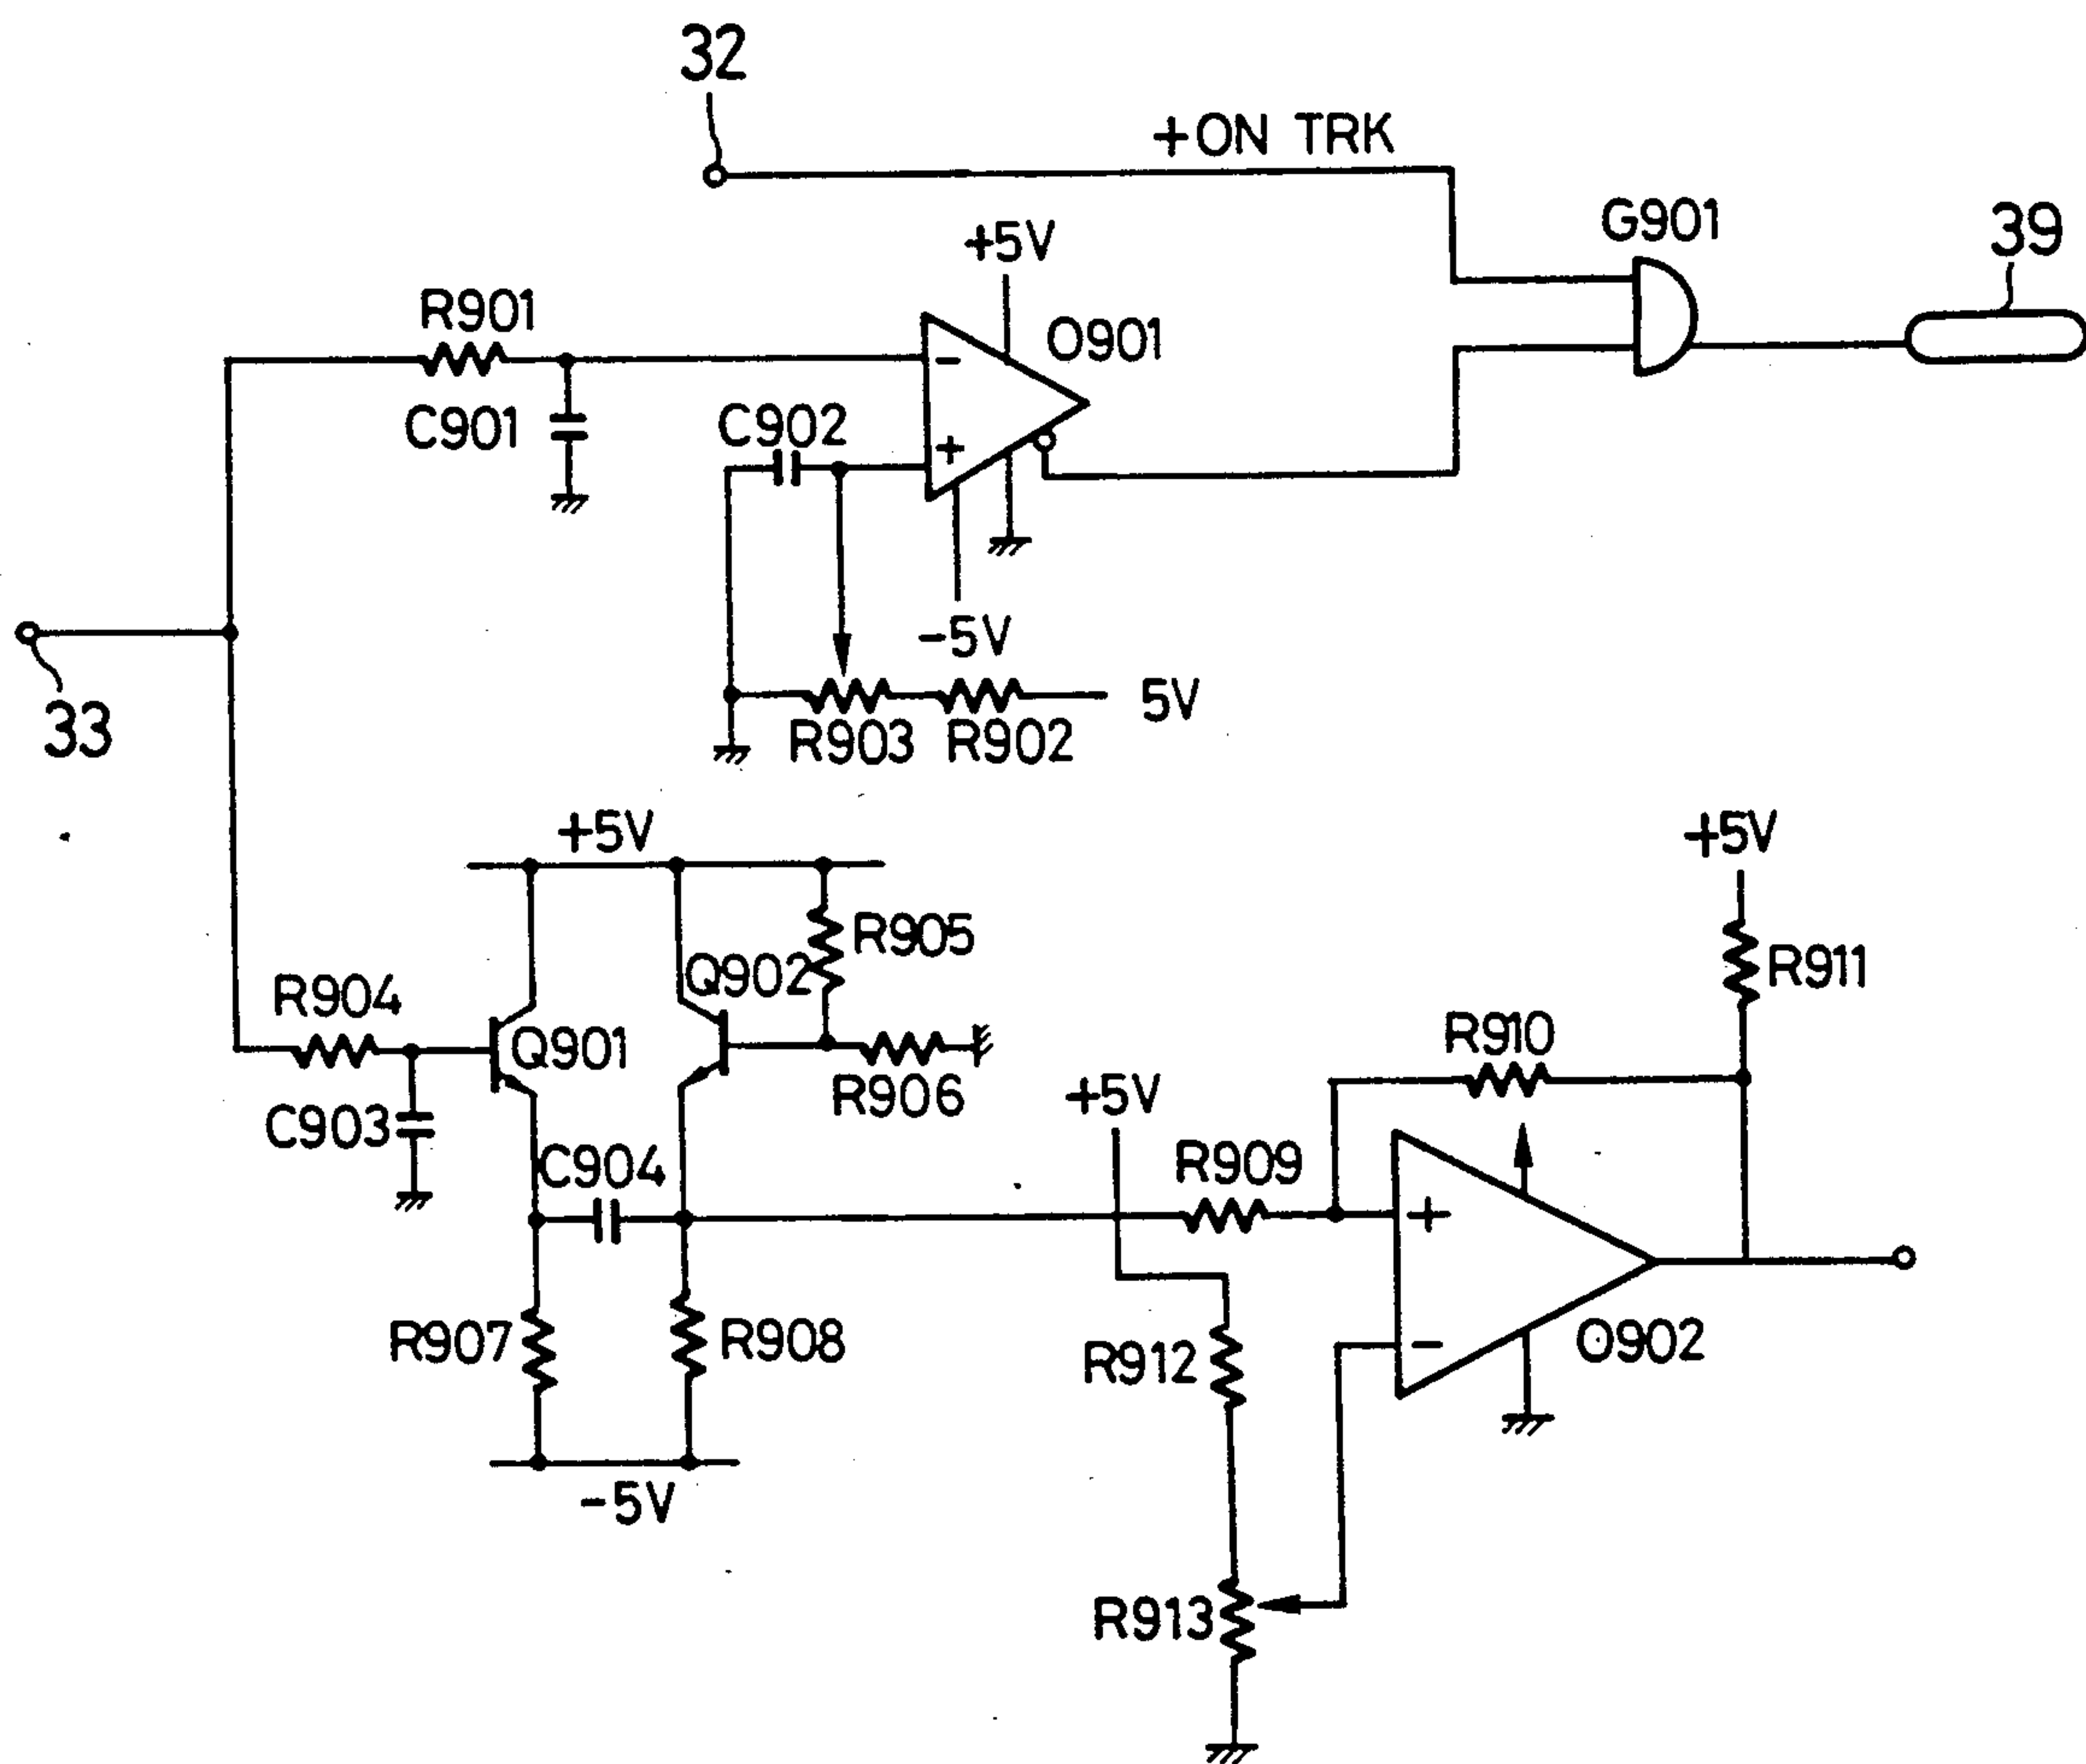 32
+ON TRK
G901
39
+5V
R901
O901
C901
C902
-
+
-5V
33
5V
R903
R902
+5V
+5V
R905
Q902
R911
R904
Q901
R910
R906
+5V
C903
C904
R909
+
R907
R908
R912
-
O902
-5V
R913